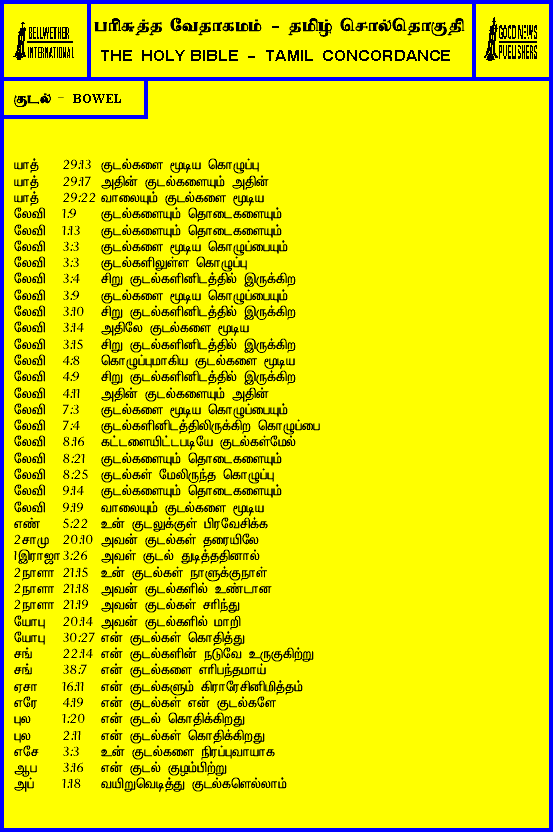 BELLWETHER INTERNATIONAL
பரிசுத்த வேதாகமம் - தமிழ் சொல்தொகுதி
THE HOLY BIBLE - TAMIL CONCORDANCE
GOOD NEWS PUBLISHERS
குடல் - BOWEL
யாத் 29:13 குடல்களை மூடிய கொழுப்பு
யாத் 29:17 அதின் குடல்களையும் அதின்
யாத் 29:22 வாலையும் குடல்களை மூடிய
லேவி 1:9 குடல்களையும் தொடைகளையும்
லேவி 1:13 குடல்களையும் தொடைகளையும்
லேவி 3:3 குடல்களை மூடிய கொழுப்பையும்
லேவி 3:3 குடல்களிலுள்ள கொழுப்பு
லேவி 3:4 சிறு குடல்களினிடத்தில் இருக்கிற
லேவி 3:9 குடல்களை மூடிய கொழுப்பையும்
லேவி 3:10 சிறு குடல்களினிடத்தில் இருக்கிற
லேவி 3:14 அதிலே குடல்களை மூடிய
லேவி 3:15 சிறு குடல்களினிடத்தில் இருக்கிற
லேவி 4:8 கொழுப்புமாகிய குடல்களை மூடிய
லேவி 4:9 சிறு குடல்களினிடத்தில் இருக்கிற
லேவி 4:11 அதின் குடல்களையும் அதின்
லேவி 7:3 குடல்களை மூடிய கொழுப்பையும்
லேவி 7:4 குடல்களினிடத்திலிருக்கிற கொழுப்பை
லேவி 8:16 கட்டளையிட்டபடியே குடல்கள்மேல்
லேவி 8:21 குடல்களையும் தொடைகளையும்
லேவி 8:25 குடல்கள் மேலிருந்த கொழுப்பு
லேவி 9:14 குடல்களையும் தொடைகளையும்
லேவி 9:19 வாலையும் குடல்களை மூடிய
எண் 5:22 உன் குடலுக்குள் பிரவேசிக்க
2சாமு 20:10 அவன் குடல்கள் தரையிலே
1இராஜா 3:26 அவள் குடல் துடித்ததினால்
2நாளா 21:15 உன் குடல்கள் நாளுக்குநாள்
2நாளா 21:18 அவன் குடல்களில் உண்டான
2நாளா 21:19 அவன் குடல்கள் சரிந்து
யோபு 20:14 அவன் குடல்களில் மாறி
யோபு 30:27 என் குடல்கள் கொதித்து
சங் 22:14 என் குடல்களின் நடுவே உருகுகிற்று
சங் 38:7 என் குடல்களை எரிபந்தமாய்
ஏசா 16:11 என் குடல்களும் கிராரேசினிமித்தம்
எரே 4:19 என் குடல்கள் என் குடல்களே
புல 1:20 என் குடல் கொதிக்கிறது
புல 2:11 என் குடல்கள் கொதிக்கிறது
எசே 3:3 உன் குடல்களை நிரப்புவாயாக
ஆப 3:16 என் குடல் குழம்பிற்று
அப் 1:18 வயிறுவெடித்து குடல்களெல்லாம்